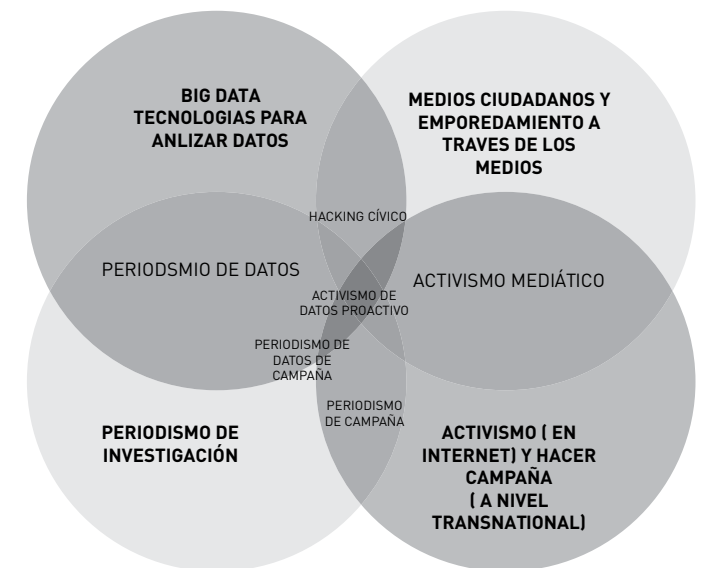 BIG DATA
TECNOLOGIAS PARA
ANLIZAR DATOS
MEDIOS CIUDADANOS Y
EMPOREDAMIENTO A
TRAVES DE LOS
MEDIOS
HACKING CÍVICO
PERIODSMIO DE DATOS
ACTIVISMO MEDIÁTICO
ACTIVISMO DE
DATOS PROACTIVO
PERIODISMO DE
DATOS DE
CAMPAÑA
PERIODISMO
DE CAMPAÑA
PERIODISMO DE
INVESTIGACIÓN
ACTIVISMO ( EN
INTERNET) Y HACER
CAMPAÑA
( A NIVEL
TRANSNATIONAL)